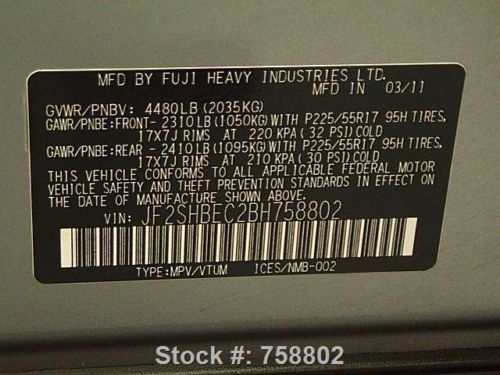 MFD BY FUJI HEAVY INDUSTRIES LTD.
MFD IN 03/11
GVWR/PNBV: 4480LB(2035KG)
GAWR/PNBE:FRONT-2310LB(1050KG)WITH P225/55R17 95H TIRES,
17X7J RIMS AT 220 KPA(32 PSI)COLD
GAWR/PNBE:REAR -2410LB(1095KG)WITH P225/55R17 95H TIRES,
17X7J RIMS AT 210 KPA(30 PSI)COLD
THIS VEHICLE CONFORMS TO ALL APPLICABLE FEDERAL MOTOR
VEHICLE SAFETY AND THEFT PREVENTION STANDARDS IN EFFECT
ON THE DATE OF MANUFACTURE SHOWN ABOVE.
VIN: JF2SHBEC2BH758802
TYPE:MPV/VTUM ICES/NMB-002
Stock #: 758802